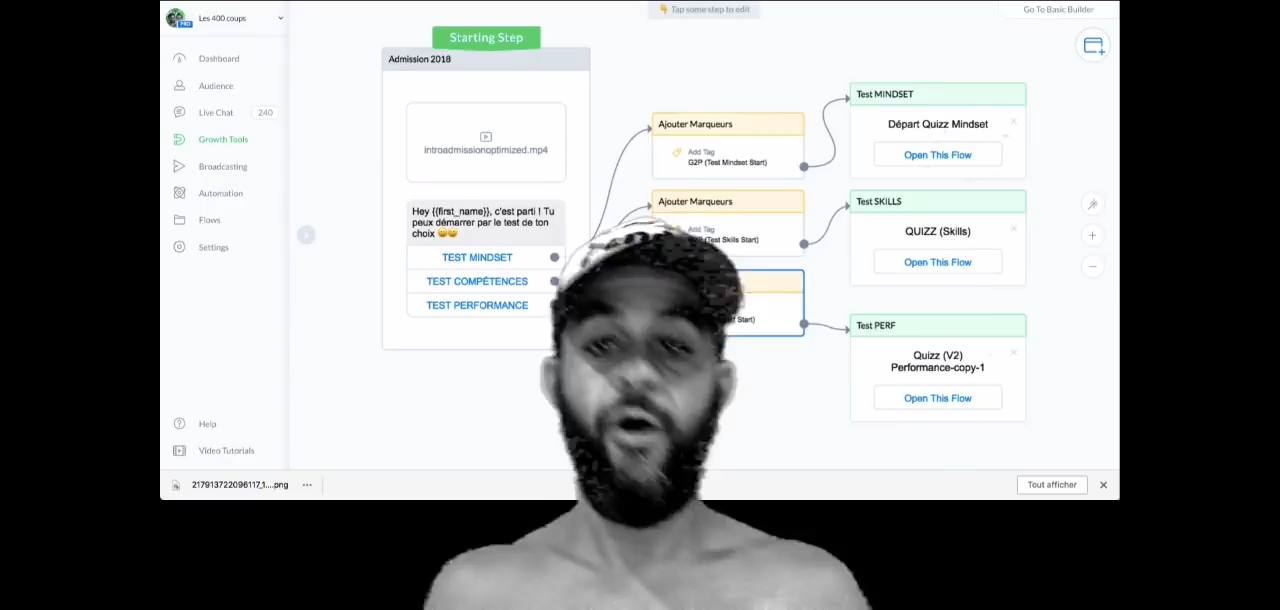 Les 400 coups
PRO
Dashboard
Audience
Live Chat
240
Growth Tools
Broadcasting
Automation
Flows
Settings
Help
Video Tutorials
Tap some step to edit
Go To Basic Builder
Starting Step
Admission 2018
introadmissionoptimized.mp4
Hey {{first_name}}, c'est parti ! Tu
peux démarrer par le test de ton
choix 😄😄
TEST MINDSET
TEST COMPÉTENCES
TEST PERFORMANCE
Ajouter Marqueurs
Add Tag
G2P (Test Mindset Start)
Ajouter Marqueurs
Add Tag
(Test Skills Start)
Start)
Test MINDSET
Départ Quizz Mindset
Open This Flow
Test SKILLS
QUIZZ (Skills)
Open This Flow
Test PERF
Quizz (V2)
Performance-copy-1
Open This Flow
217913722096117_1....png
Tout afficher